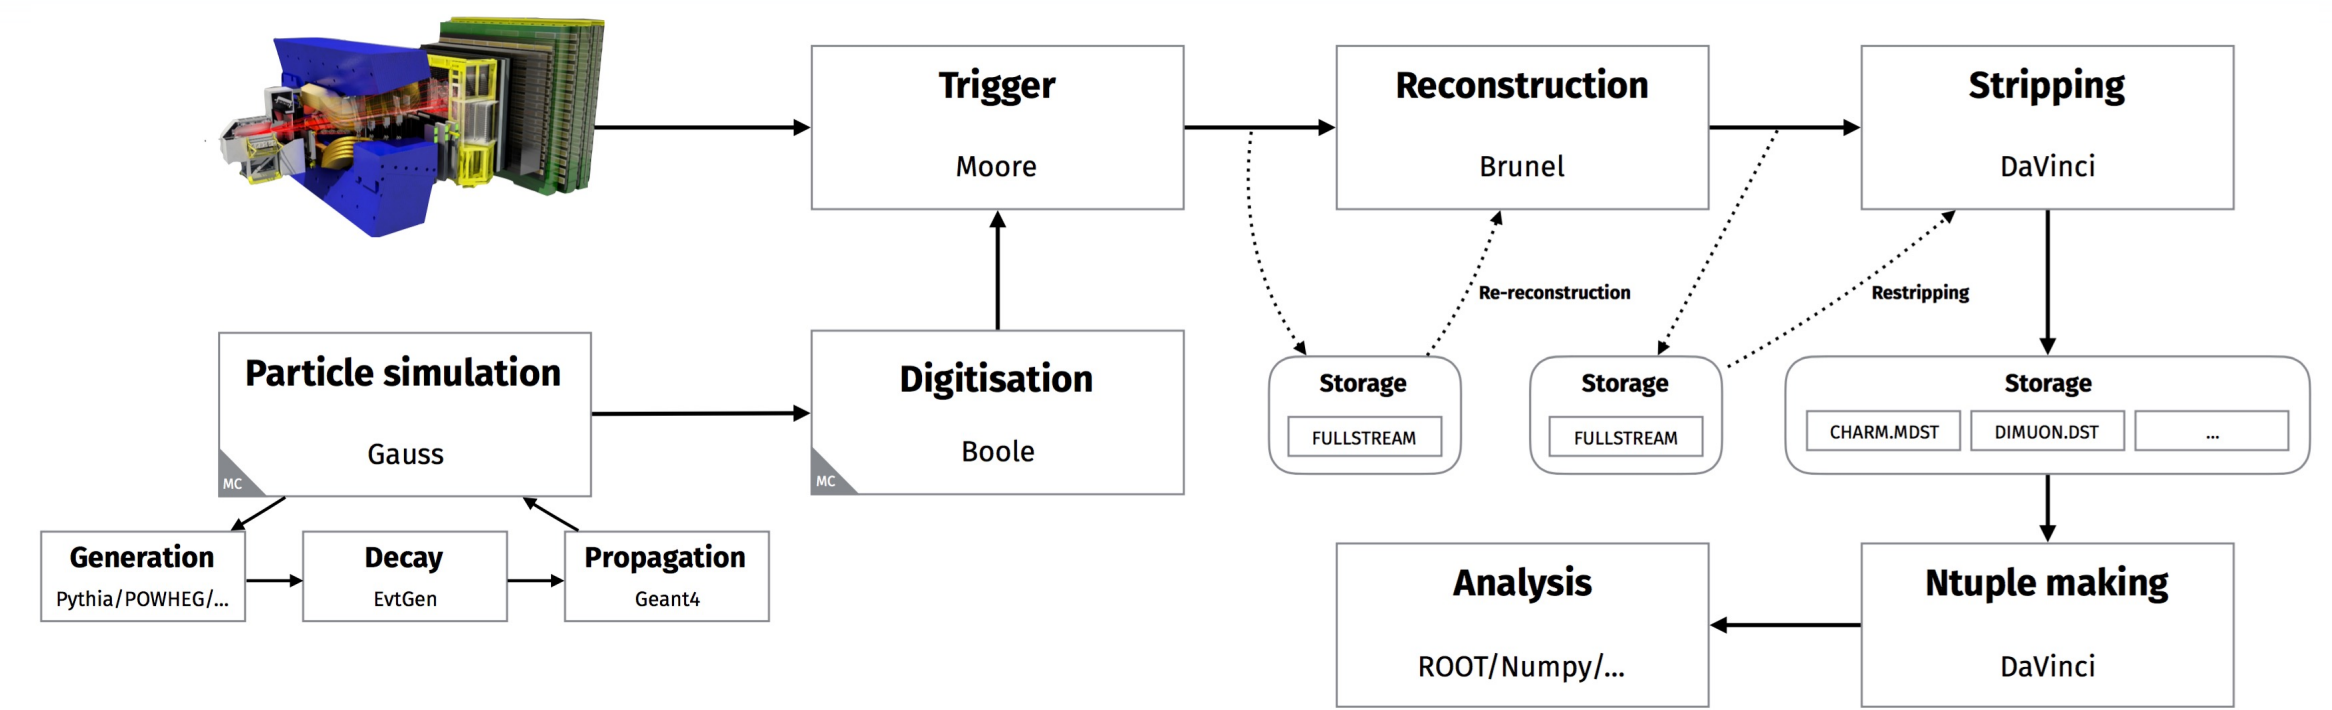 Trigger
Moore
Reconstruction
Brunel
Stripping
DaVinci
Re-reconstruction
Restripping
Particle simulation
Gauss
MC
Digitisation
Boole
MC
Storage
FULLSTREAM
Storage
FULLSTREAM
Storage
CHARM.MDST
DIMUON.DST
...
Generation
Pythia/POWHEG/...
Decay
EvtGen
Propagation
Geant4
Analysis
ROOT/Numpy/...
Ntuple making
DaVinci